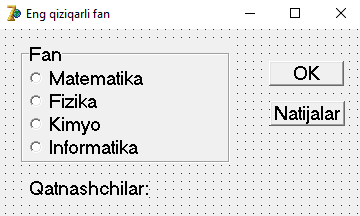 Eng qiziqarli fan
Fan
Matematika
Fizika
Kimyo
Informatika
OK
Natijalar
Qatnashchilar: